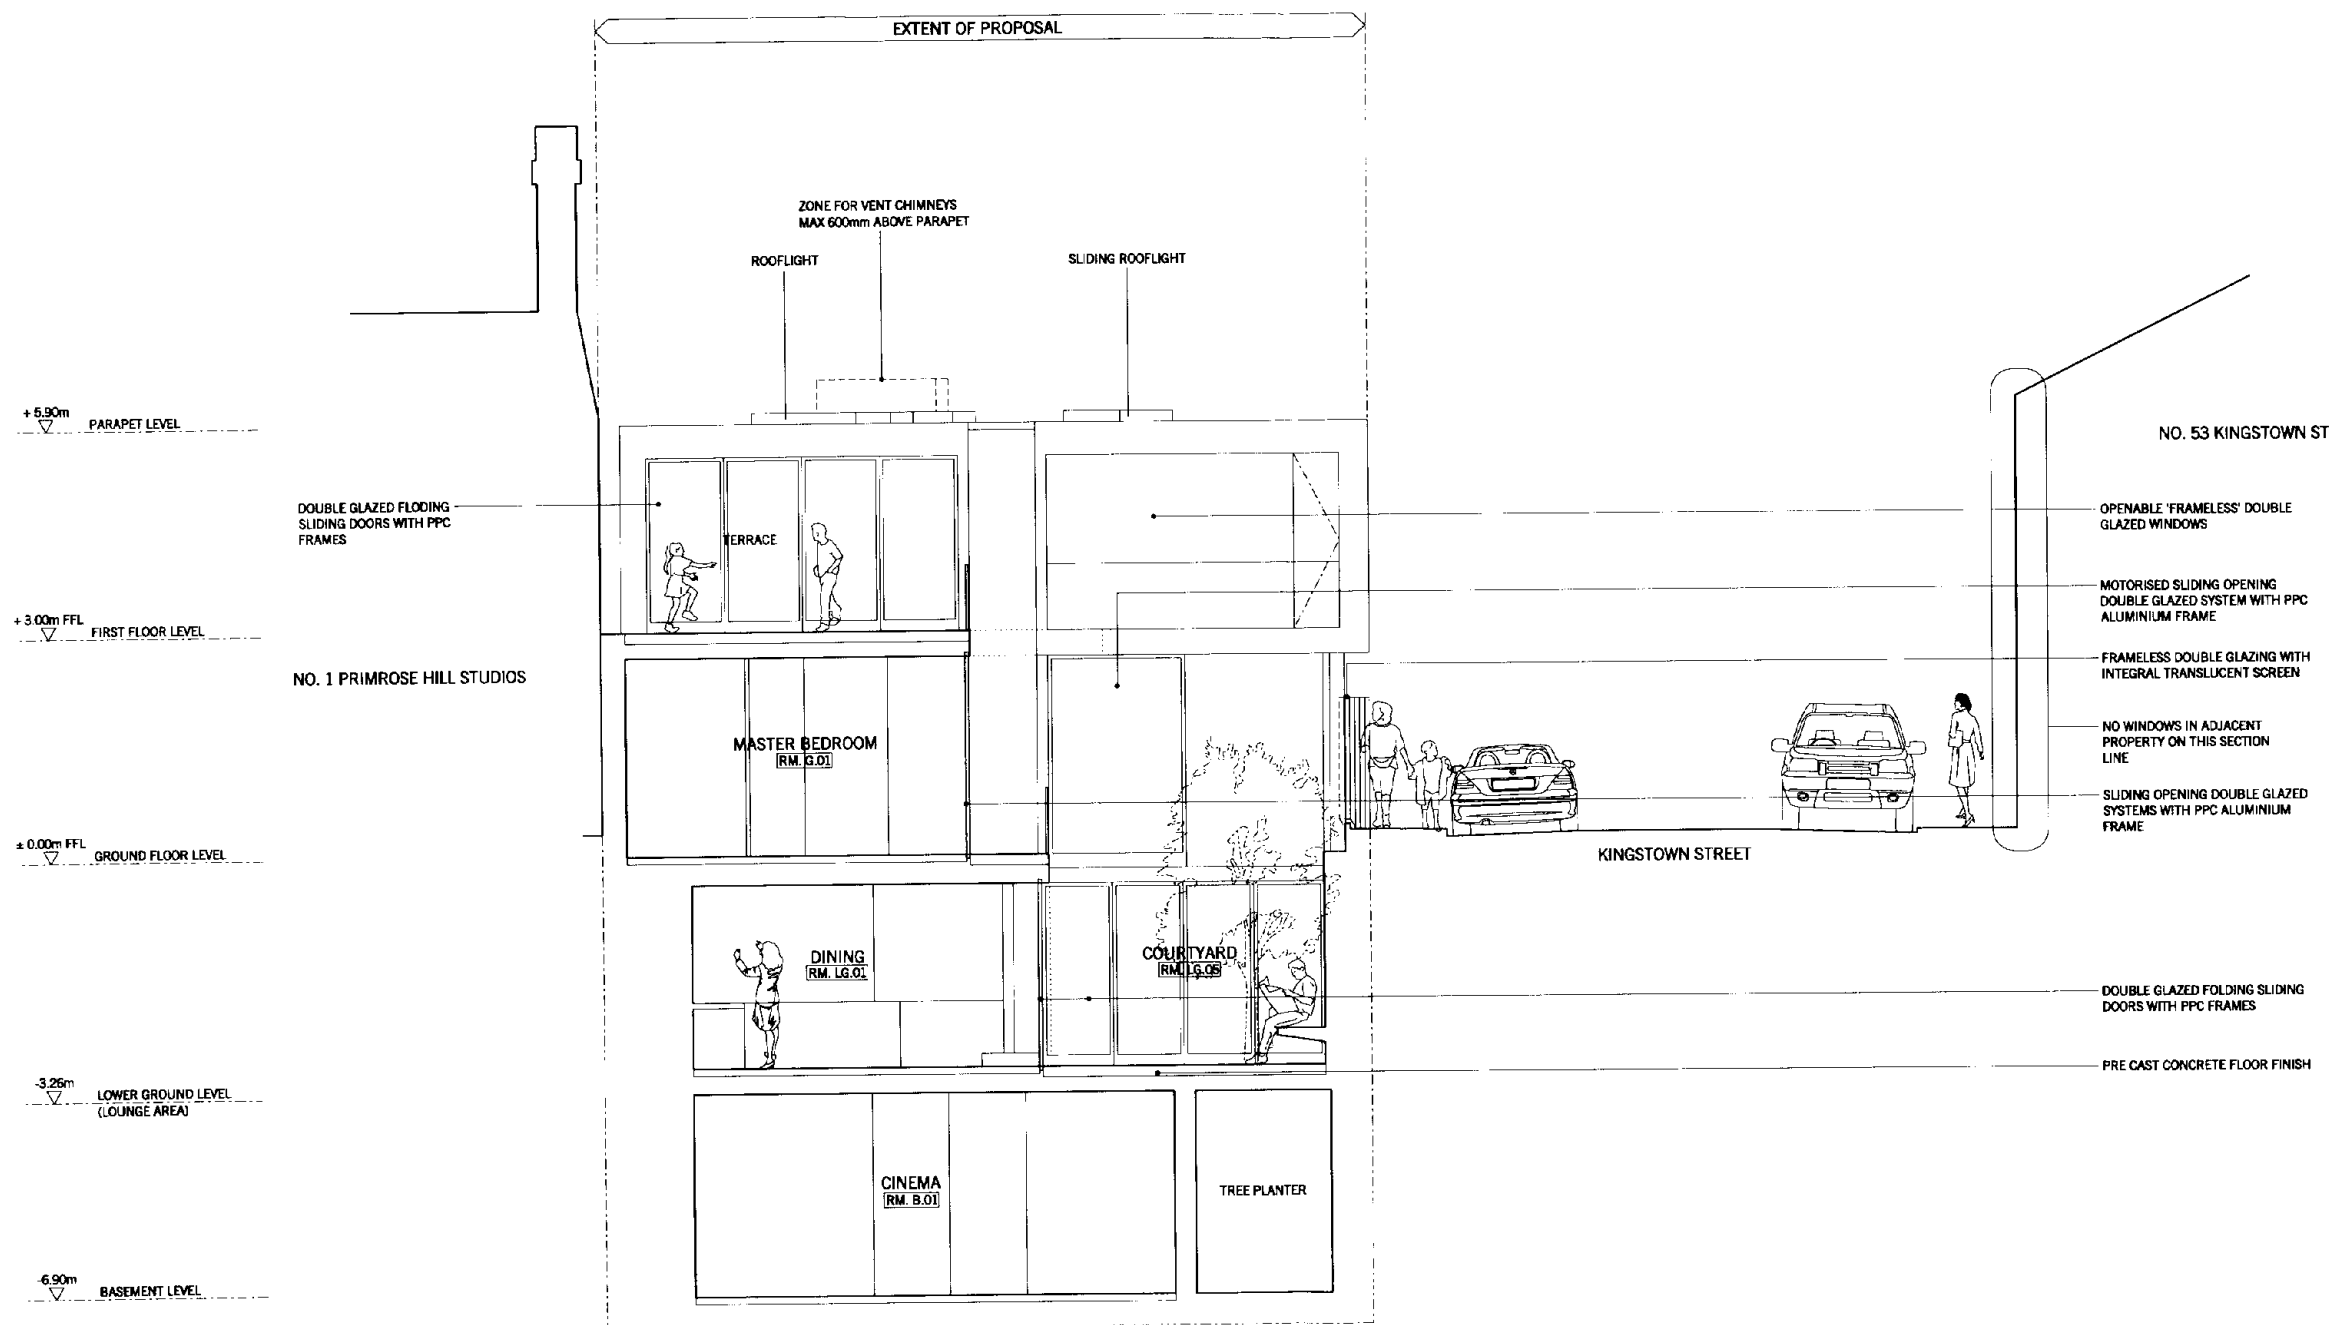 EXTENT OF PROPOSAL
ZONE FOR VENT CHIMNEYS
MAX 600mm ABOVE PARAPET
ROOFLIGHT
SLIDING ROOFLIGHT
+ 5.90m
PARAPET LEVEL
NO. 53 KINGSTOWN ST
DOUBLE GLAZED FLODING
SLIDING DOORS WITH PPC
FRAMES
TERRACE
OPENABLE 'FRAMELESS' DOUBLE
GLAZED WINDOWS
MOTORISED SLIDING OPENING
DOUBLE GLAZED SYSTEM WITH PPC
ALUMINIUM FRAME
+ 3.00m FFL
FIRST FLOOR LEVEL
NO. 1 PRIMROSE HILL STUDIOS
FRAMELESS DOUBLE GLAZING WITH
INTEGRAL TRANSLUCENT SCREEN
MASTER BEDROOM
RM. G.01
NO WINDOWS IN ADJACENT
PROPERTY ON THIS SECTION
LINE
SLIDING OPENING DOUBLE GLAZED
SYSTEMS WITH PPC ALUMINIUM
FRAME
± 0.00m FFL
GROUND FLOOR LEVEL
KINGSTOWN STREET
DINING
RM. LG.01
COURTYARD
RM. LG.05
DOUBLE GLAZED FOLDING SLIDING
DOORS WITH PPC FRAMES
PRE CAST CONCRETE FLOOR FINISH
-3.26m
LOWER GROUND LEVEL
(LOUNGE AREA)
CINEMA
RM. B.01
TREE PLANTER
-6.90m
BASEMENT LEVEL